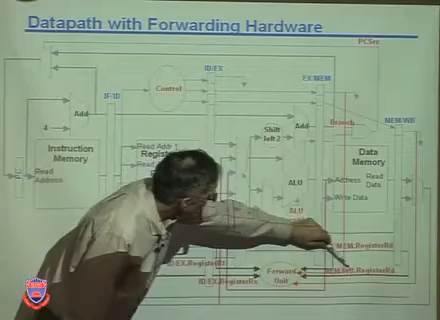 Datapath with Forwarding Hardware
PCSrc
ID/EX
EX/MEM
Control
IF/ID
MEM/WB
Add
Add
Branch
4
Shift
left 2
Instruction
Memory
Read Addr 1
Data
Memory
PC
Read
Address
ALU
Address
Read
Data
Write Data
ALU
MEM.RegisterRd
Forward
Unit
ID/EX.RegisterRt
ID/EX.RegisterRs
MEM/WB.RegisterRd